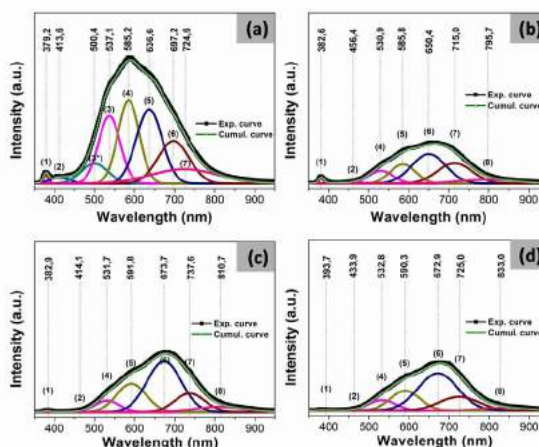 379,2 413,6 500,4 537,1 585,2 636,6 697,2 724,6
(a)
Intensity (a.u.)
Exp. curve
Cumul. curve
(1) (2) (3*) (3) (4) (5) (6) (7)
400 500 600 700 800 900
Wavelength (nm)
382,6 456,4 530,9 585,8 650,4 715,0 795,7
(b)
Intensity (a.u.)
Exp. curve
Cumul. curve
(1) (2) (4) (5) (6) (7) (8)
400 500 600 700 800 900
Wavelength (nm)
382,9 414,1 531,7 591,8 673,7 737,6 810,7
(c)
Intensity (a.u.)
Exp. curve
Cumul. curve
(1) (2) (4) (5) (6) (7) (8)
400 500 600 700 800 900
Wavelength (nm)
393,7 433,9 532,8 590,3 672,9 725,0 833,0
(d)
Intensity (a.u.)
Exp. curve
Cumul. curve
(1) (2) (4) (5) (6) (7) (8)
400 500 600 700 800 900
Wavelength (nm)